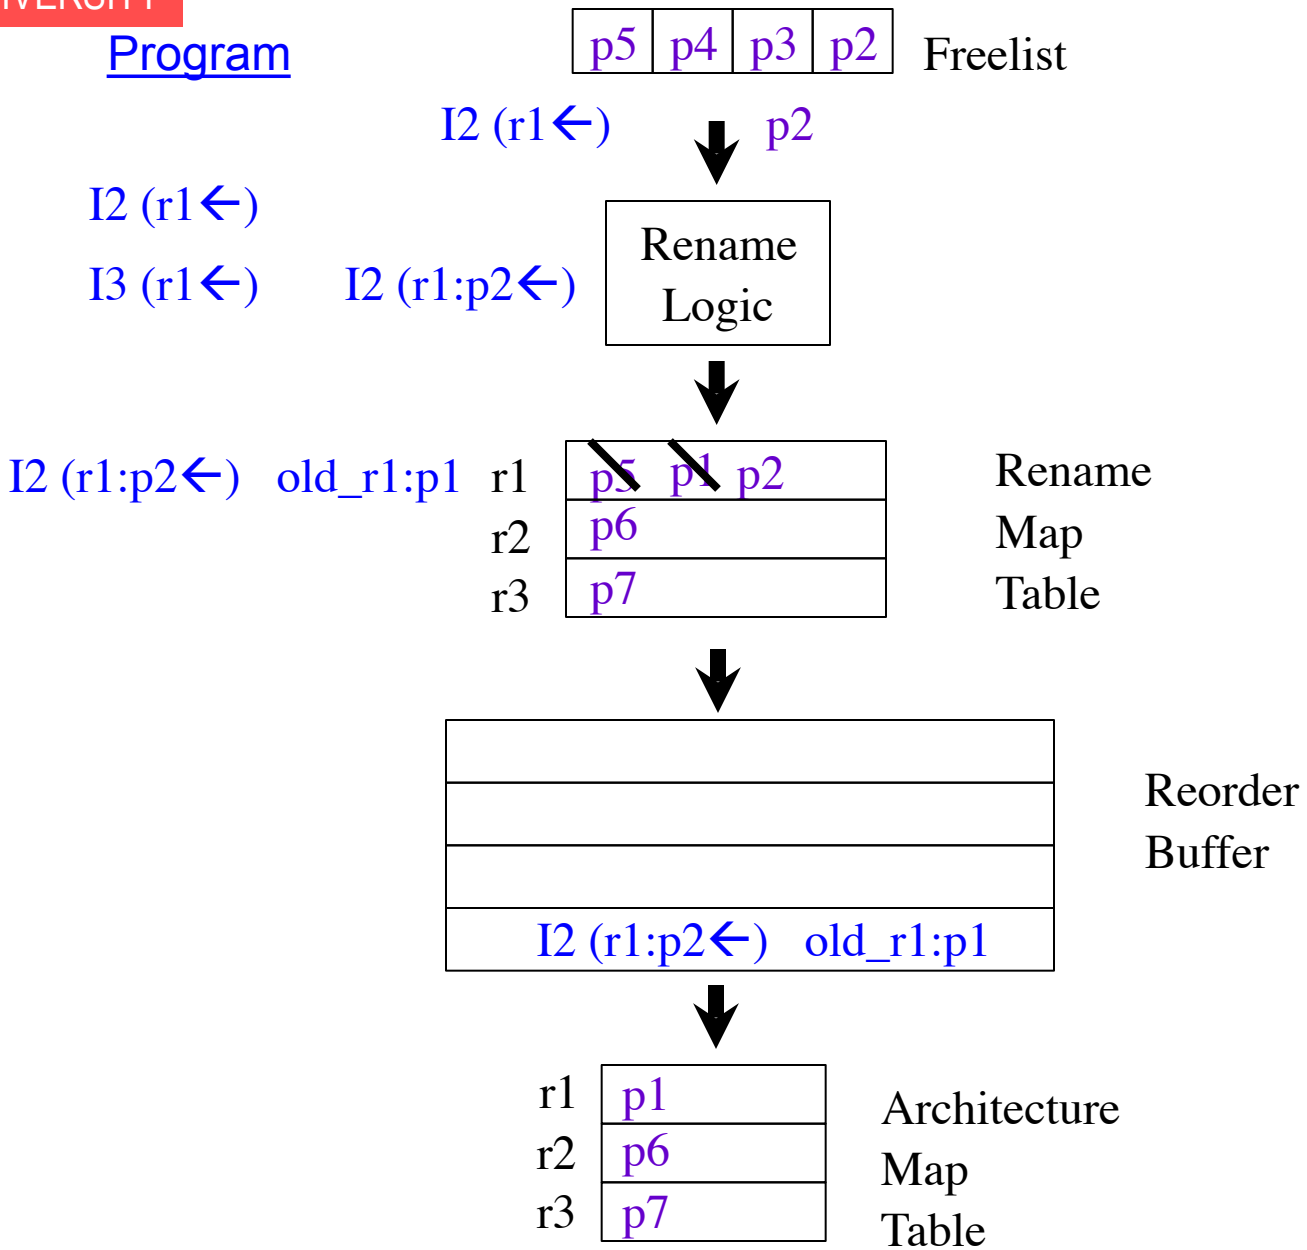 Program
p5 p4 p3 p2 Freelist
I2 (r1←) p2
I2 (r1←)
I3 (r1←) I2 (r1:p2←)
Rename
Logic
I2 (r1:p2←) old_r1:p1 r1 p5 p1 p2
r2 p6
r3 p7
Rename
Map
Table
Reorder
Buffer
I2 (r1:p2←) old_r1:p1
r1 p1
r2 p6
r3 p7
Architecture
Map
Table